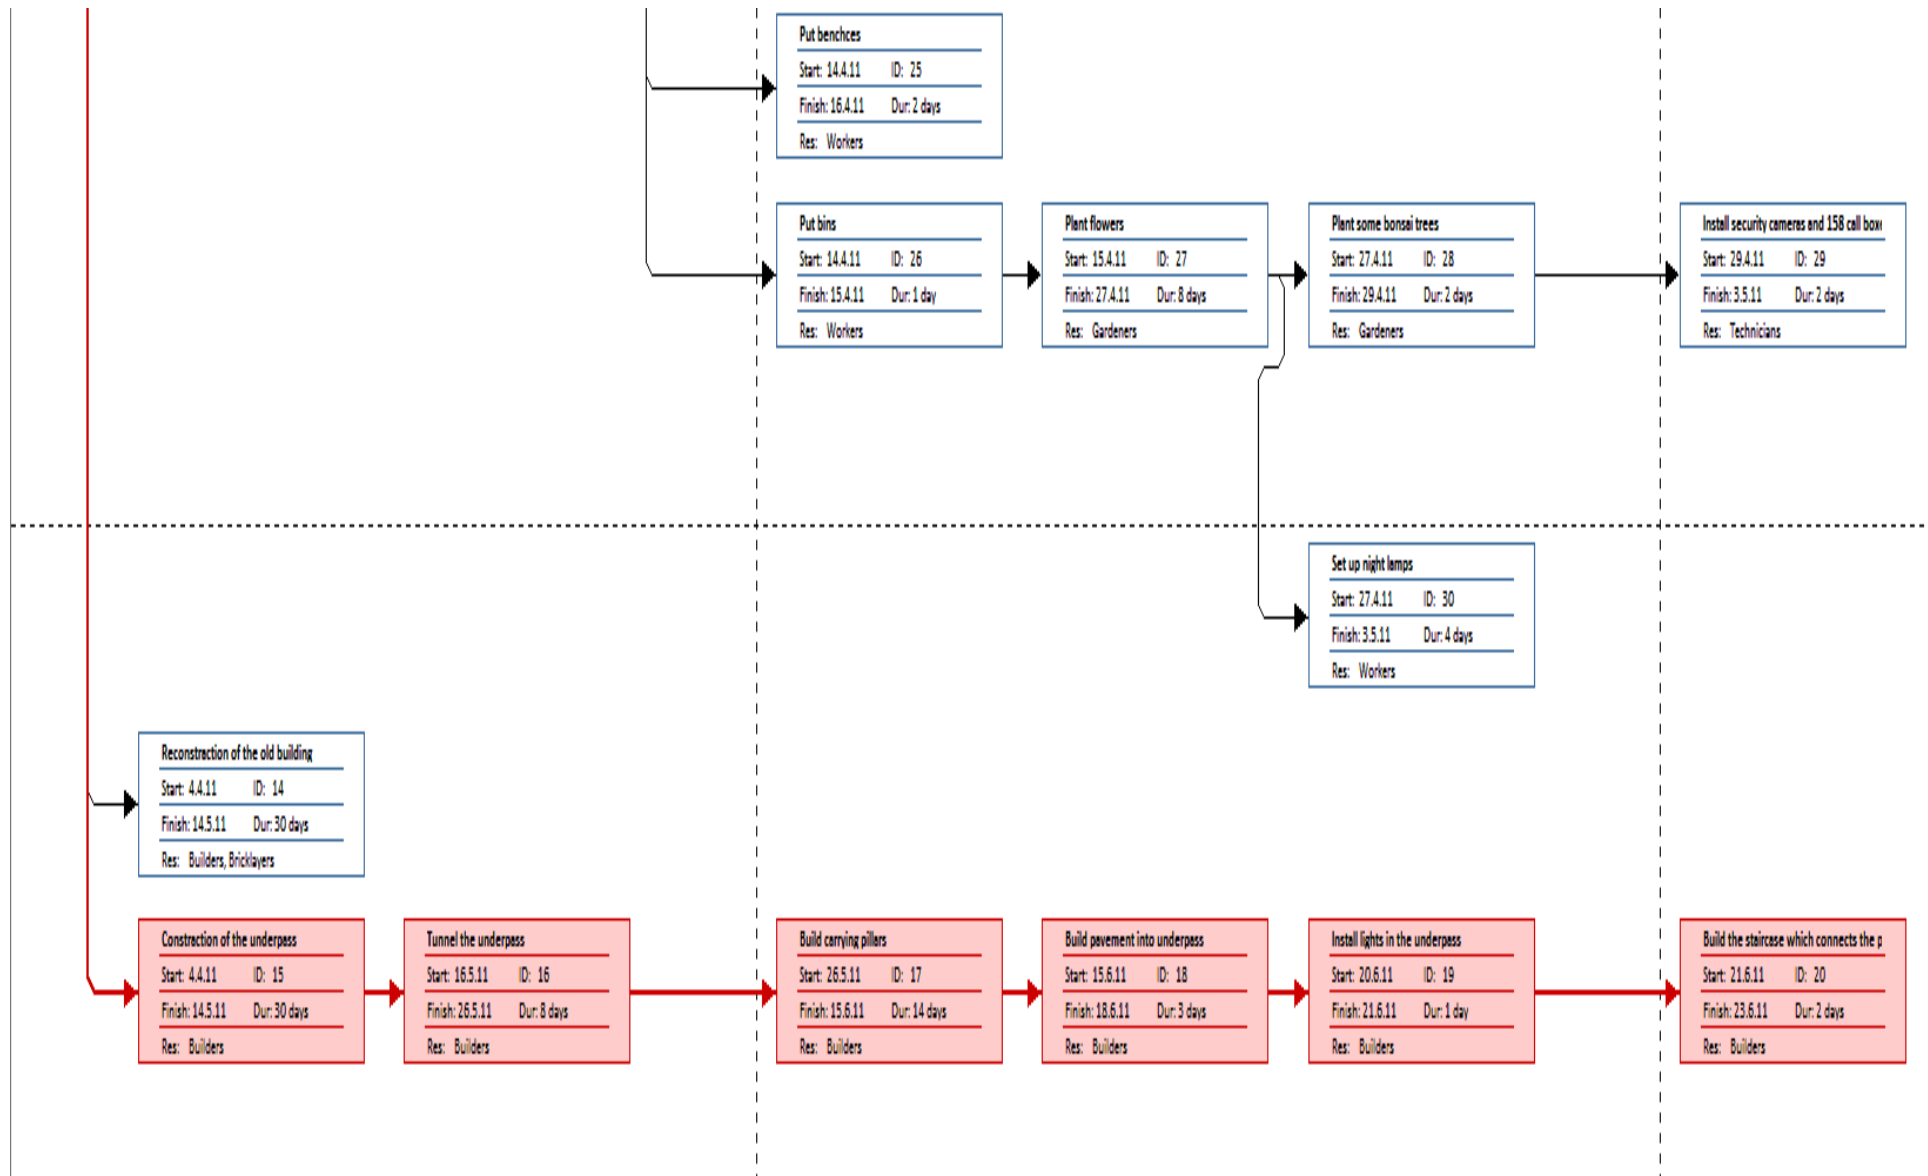 Put benchces
Start: 14.4.11 ID: 25
Finish: 16.4.11 Dur: 2 days
Res: Workers
Put bins
Start: 14.4.11 ID: 26
Finish: 15.4.11 Dur: 1 day
Res: Workers
Plant flowers
Start: 15.4.11 ID: 27
Finish: 27.4.11 Dur: 8 days
Res: Gardeners
Plant some bonsai trees
Start: 27.4.11 ID: 28
Finish: 29.4.11 Dur: 2 days
Res: Gardeners
Install security cameras and 158 call boxe
Start: 29.4.11 ID: 29
Finish: 3.5.11 Dur: 2 days
Res: Technicians
Set up night lamps
Start: 27.4.11 ID: 30
Finish: 3.5.11 Dur: 4 days
Res: Workers
Reconstraction of the old building
Start: 4.4.11 ID: 14
Finish: 14.5.11 Dur: 30 days
Res: Builders, Bricklayers
Constraction of the underpass
Start: 4.4.11 ID: 15
Finish: 14.5.11 Dur: 30 days
Res: Builders
Tunnel the underpass
Start: 16.5.11 ID: 16
Finish: 26.5.11 Dur: 8 days
Res: Builders
Build carrying pillars
Start: 26.5.11 ID: 17
Finish: 15.6.11 Dur: 14 days
Res: Builders
Build pavement into underpass
Start: 15.6.11 ID: 18
Finish: 18.6.11 Dur: 3 days
Res: Builders
Install lights in the underpass
Start: 20.6.11 ID: 19
Finish: 21.6.11 Dur: 1 day
Res: Builders
Build the staircase which connects the p
Start: 21.6.11 ID: 20
Finish: 23.6.11 Dur: 2 days
Res: Builders